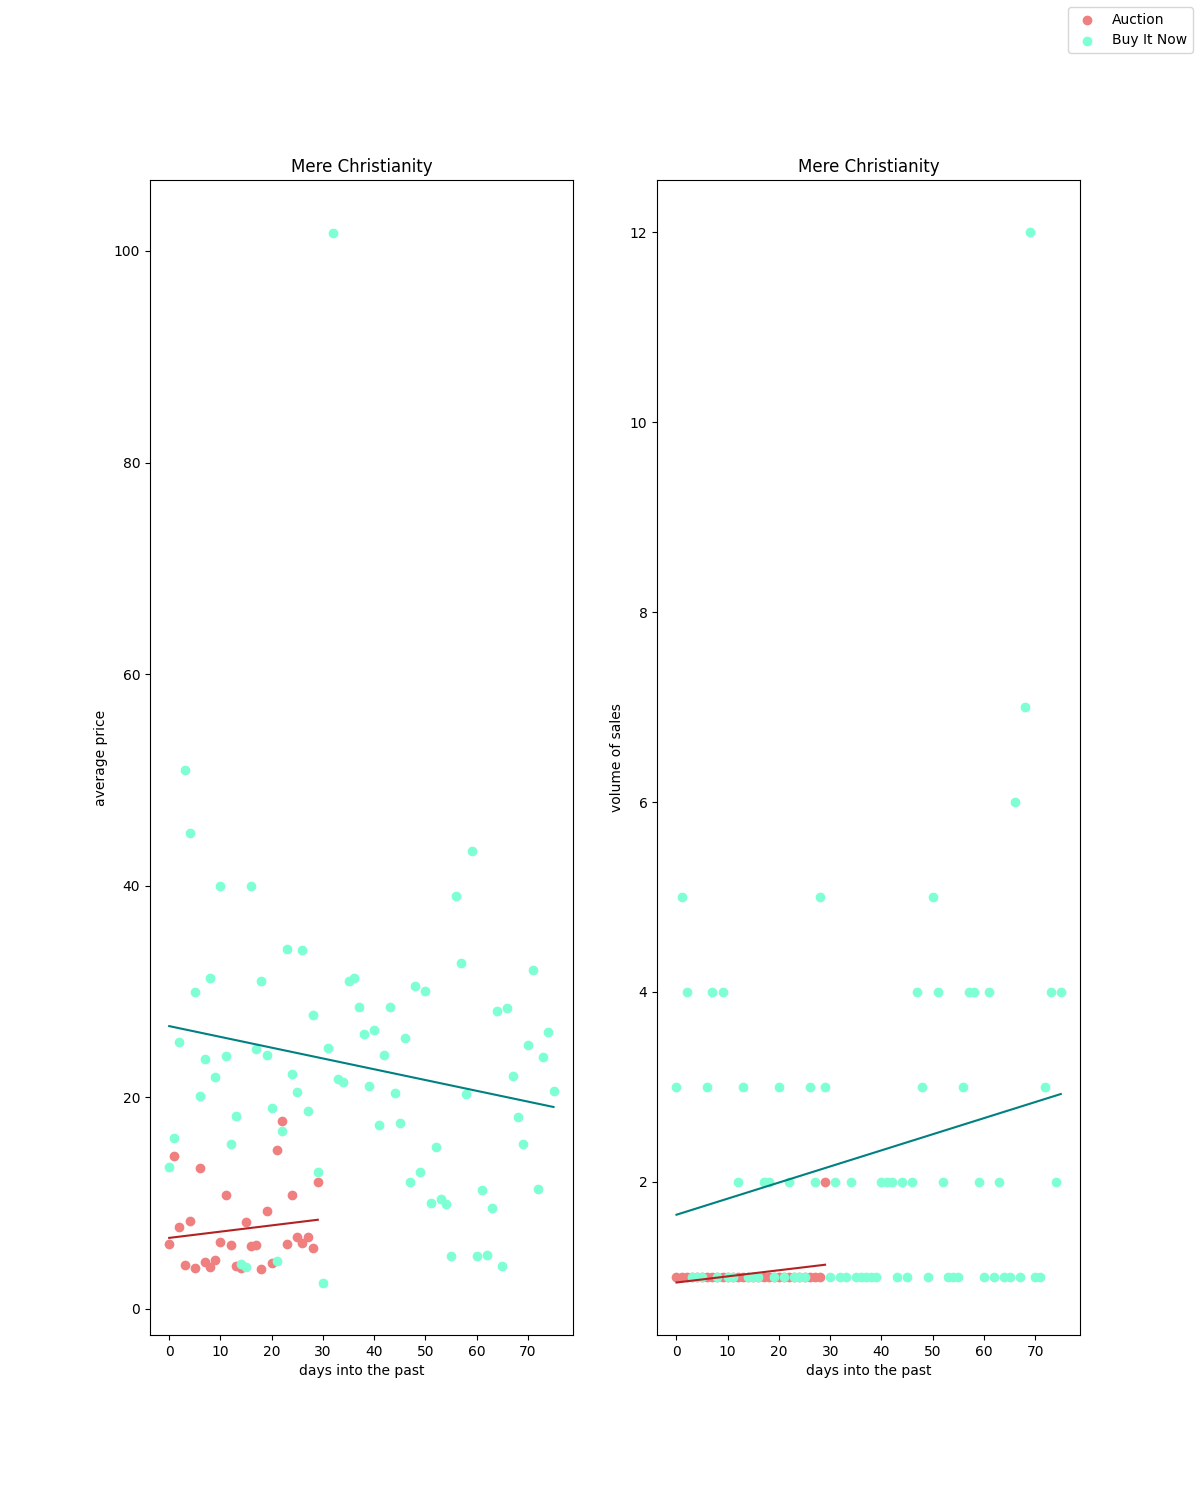 Auction
Buy It Now
Mere Christianity
Mere Christianity
average price
100
80
60
40
20
0
0 10 20 30 40 50 60 70
days into the past
volume of sales
12
10
8
6
4
2
0 10 20 30 40 50 60 70
days into the past